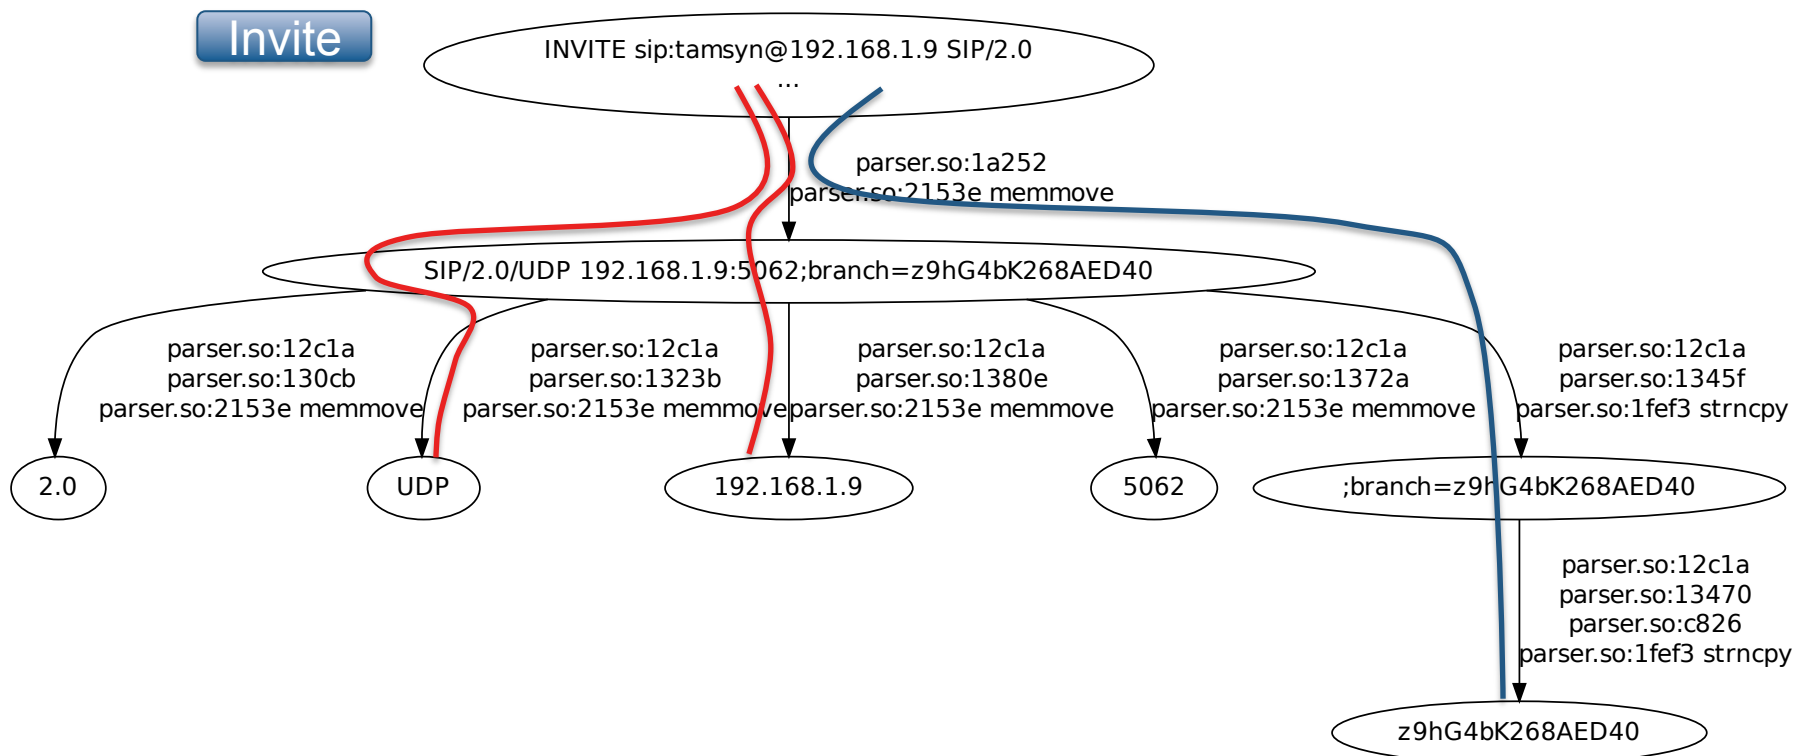 Invite
INVITE sip:tamsyn@192.168.1.9 SIP/2.0
...
parser.so:1a252
parser.so:2153e memmove
SIP/2.0/UDP 192.168.1.9:5062;branch=z9hG4bK268AED40
parser.so:12c1a
parser.so:130cb
parser.so:2153e memmove
parser.so:12c1a
parser.so:1323b
parser.so:2153e memmove
parser.so:12c1a
parser.so:1380e
parser.so:2153e memmove
parser.so:12c1a
parser.so:1372a
parser.so:2153e memmove
parser.so:12c1a
parser.so:1345f
parser.so:1fef3 strncpy
2.0
UDP
192.168.1.9
5062
;branch=z9hG4bK268AED40
parser.so:12c1a
parser.so:13470
parser.so:c826
parser.so:1fef3 strncpy
z9hG4bK268AED40